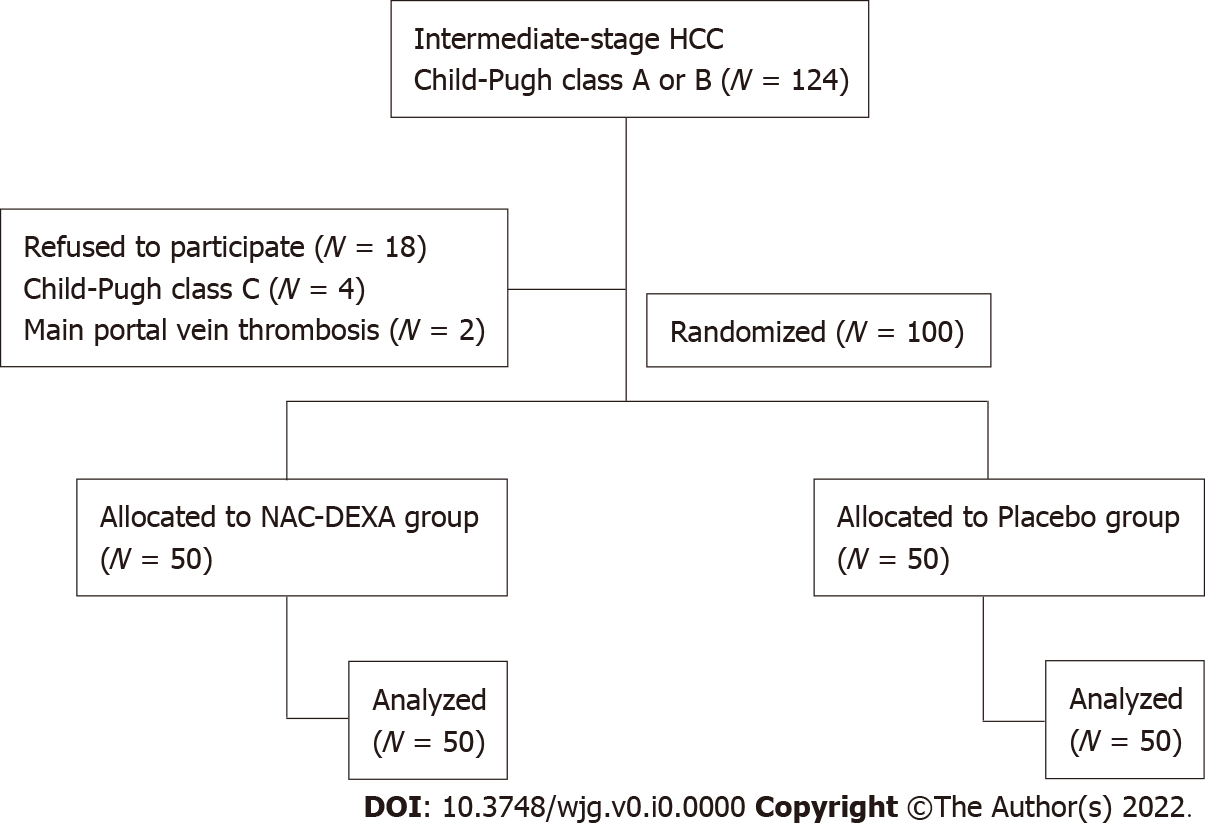 Intermediate-stage HCC
Child-Pugh class A or B (N = 124)
Refused to participate (N = 18)
Child-Pugh class C (N = 4)
Main portal vein thrombosis (N = 2)
Randomized (N = 100)
Allocated to NAC-DEXA group
(N = 50)
Allocated to Placebo group
(N = 50)
Analyzed
(N = 50)
Analyzed
(N = 50)
DOI: 10.3748/wjg.v0.i0.0000 Copyright ©The Author(s) 2022.